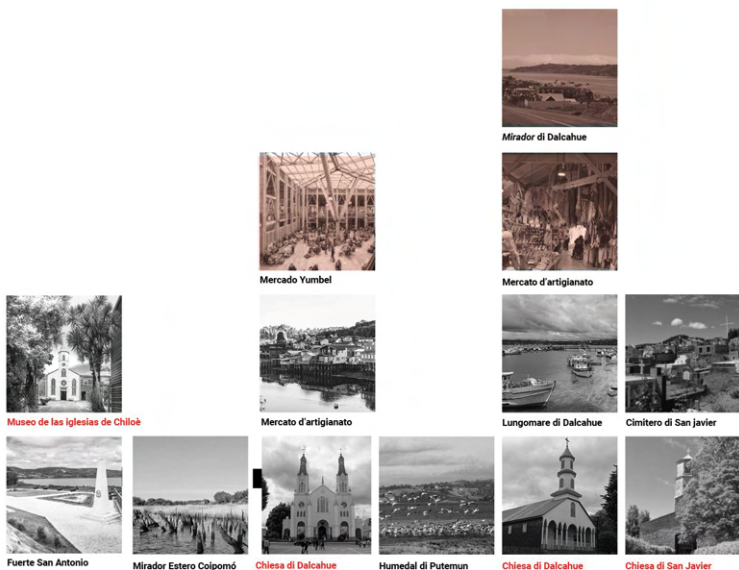 Mirador di Dalcahue
Mercado Yumbel
Mercato d'artigianato
Museo de las iglesias de Chiloè
Mercato d'artigianato
Lungomare di Dalcahue
Cimitero di San javier
Fuerte San Antonio
Mirador Estero Coipomó
Chiesa di Dalcahue
Humedal di Putemun
Chiesa di Dalcahue
Chiesa di San Javier